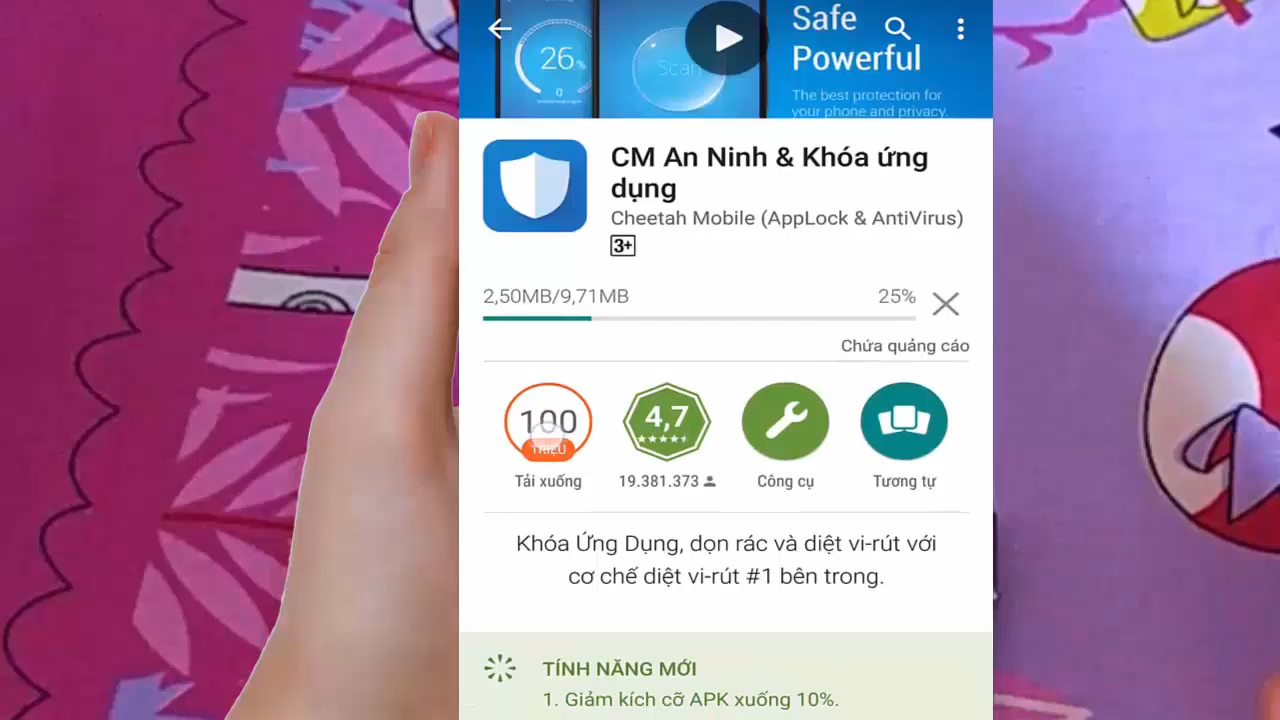 Safe
Powerful
The best protection for
your phone and privacy.
26%
0
Scan
CM An Ninh & Khóa ứng
dụng
Cheetah Mobile (AppLock & AntiVirus)
3+
2,50MB/9,71MB 25%
Chứa quảng cáo
100 4,7
TRIỆU
Tải xuống 19.381.373 Công cụ Tương tự
Khóa Ứng Dụng, dọn rác và diệt vi-rút với
cơ chế diệt vi-rút #1 bên trong.
TÍNH NĂNG MỚI
1. Giảm kích cỡ APK xuống 10%.